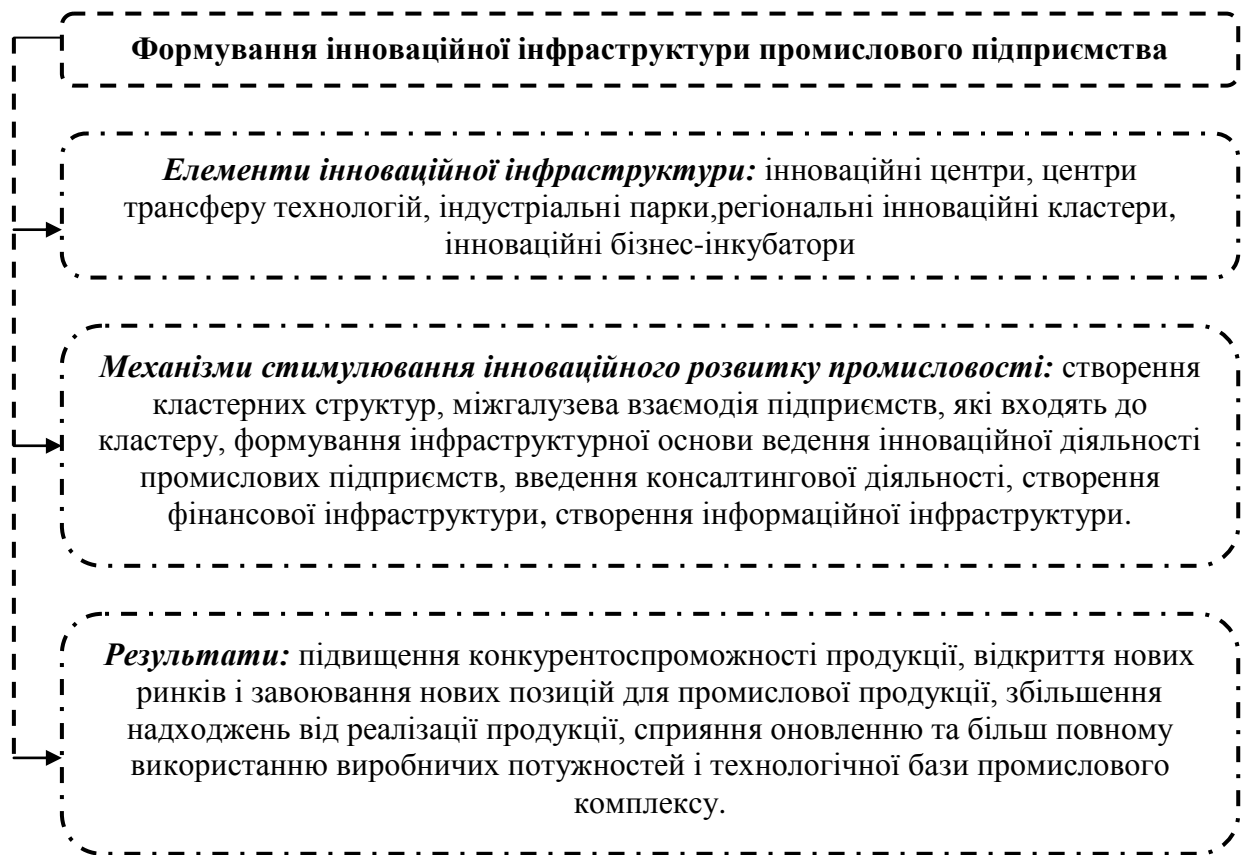 Формування інноваційної інфраструктури промислового підприємства
Елементи інноваційної інфраструктури: інноваційні центри, центри
трансферу технологій, індустріальні парки,регіональні інноваційні кластери,
інноваційні бізнес-інкубатори
Механізми стимулювання інноваційного розвитку промисловості: створення
кластерних структур, міжгалузева взаємодія підприємств, які входять до
кластеру, формування інфраструктурної основи ведення інноваційної діяльності
промислових підприємств, введення консалтингової діяльності, створення
фінансової інфраструктури, створення інформаційної інфраструктури.
Результати: підвищення конкурентоспроможності продукції, відкриття нових
ринків і завоювання нових позицій для промислової продукції, збільшення
надходжень від реалізації продукції, сприяння оновленню та більш повному
використанню виробничих потужностей і технологічної бази промислового
комплексу.